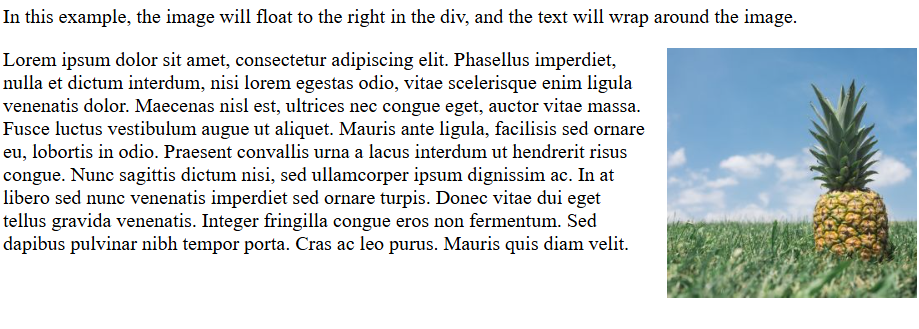 In this example, the image will float to the right in the div, and the text will wrap around the image.
Lorem ipsum dolor sit amet, consectetur adipiscing elit. Phasellus imperdiet,
nulla et dictum interdum, nisi lorem egestas odio, vitae scelerisque enim ligula
venenatis dolor. Maecenas nisl est, ultrices nec congue eget, auctor vitae massa.
Fusce luctus vestibulum augue ut aliquet. Mauris ante ligula, facilisis sed ornare
eu, lobortis in odio. Praesent convallis urna a lacus interdum ut hendrerit risus
congue. Nunc sagittis dictum nisi, sed ullamcorper ipsum dignissim ac. In at
libero sed nunc venenatis imperdiet sed ornare turpis. Donec vitae dui eget
tellus gravida venenatis. Integer fringilla congue eros non fermentum. Sed
dapibus pulvinar nibh tempor porta. Cras ac leo purus. Mauris quis diam velit.